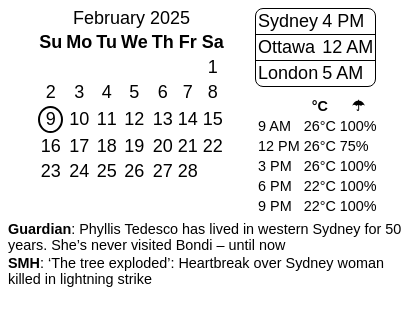 February 2025
Su Mo Tu We Th Fr Sa
1
2 3 4 5 6 7 8
9 10 11 12 13 14 15
16 17 18 19 20 21 22
23 24 25 26 27 28
Sydney 4 PM
Ottawa 12 AM
London 5 AM
°C ☂
9 AM 26°C 100%
12 PM 26°C 75%
3 PM 26°C 100%
6 PM 22°C 100%
9 PM 22°C 100%
Guardian: Phyllis Tedesco has lived in western Sydney for 50
years. She’s never visited Bondi – until now
SMH: ‘The tree exploded’: Heartbreak over Sydney woman
killed in lightning strike